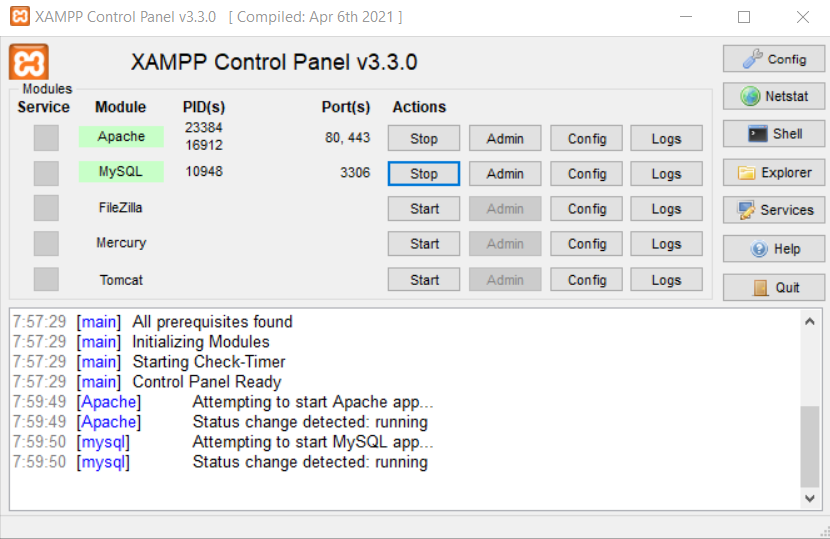 XAMPP Control Panel v3.3.0 [ Compiled: Apr 6th 2021 ]
XAMPP Control Panel v3.3.0
Config
Modules
Service Module PID(s) Port(s) Actions
Netstat
Apache 23384 16912 80, 443 Stop Admin Config Logs
Shell
MySQL 10948 3306 Stop Admin Config Logs
Explorer
FileZilla Start Admin Config Logs
Services
Mercury Start Admin Config Logs
Help
Tomcat Start Admin Config Logs
Quit
7:57:29 [main] All prerequisites found
7:57:29 [main] Initializing Modules
7:57:29 [main] Starting Check-Timer
7:57:29 [main] Control Panel Ready
7:59:49 [Apache] Attempting to start Apache app...
7:59:49 [Apache] Status change detected: running
7:59:50 [mysql] Attempting to start MySQL app...
7:59:50 [mysql] Status change detected: running